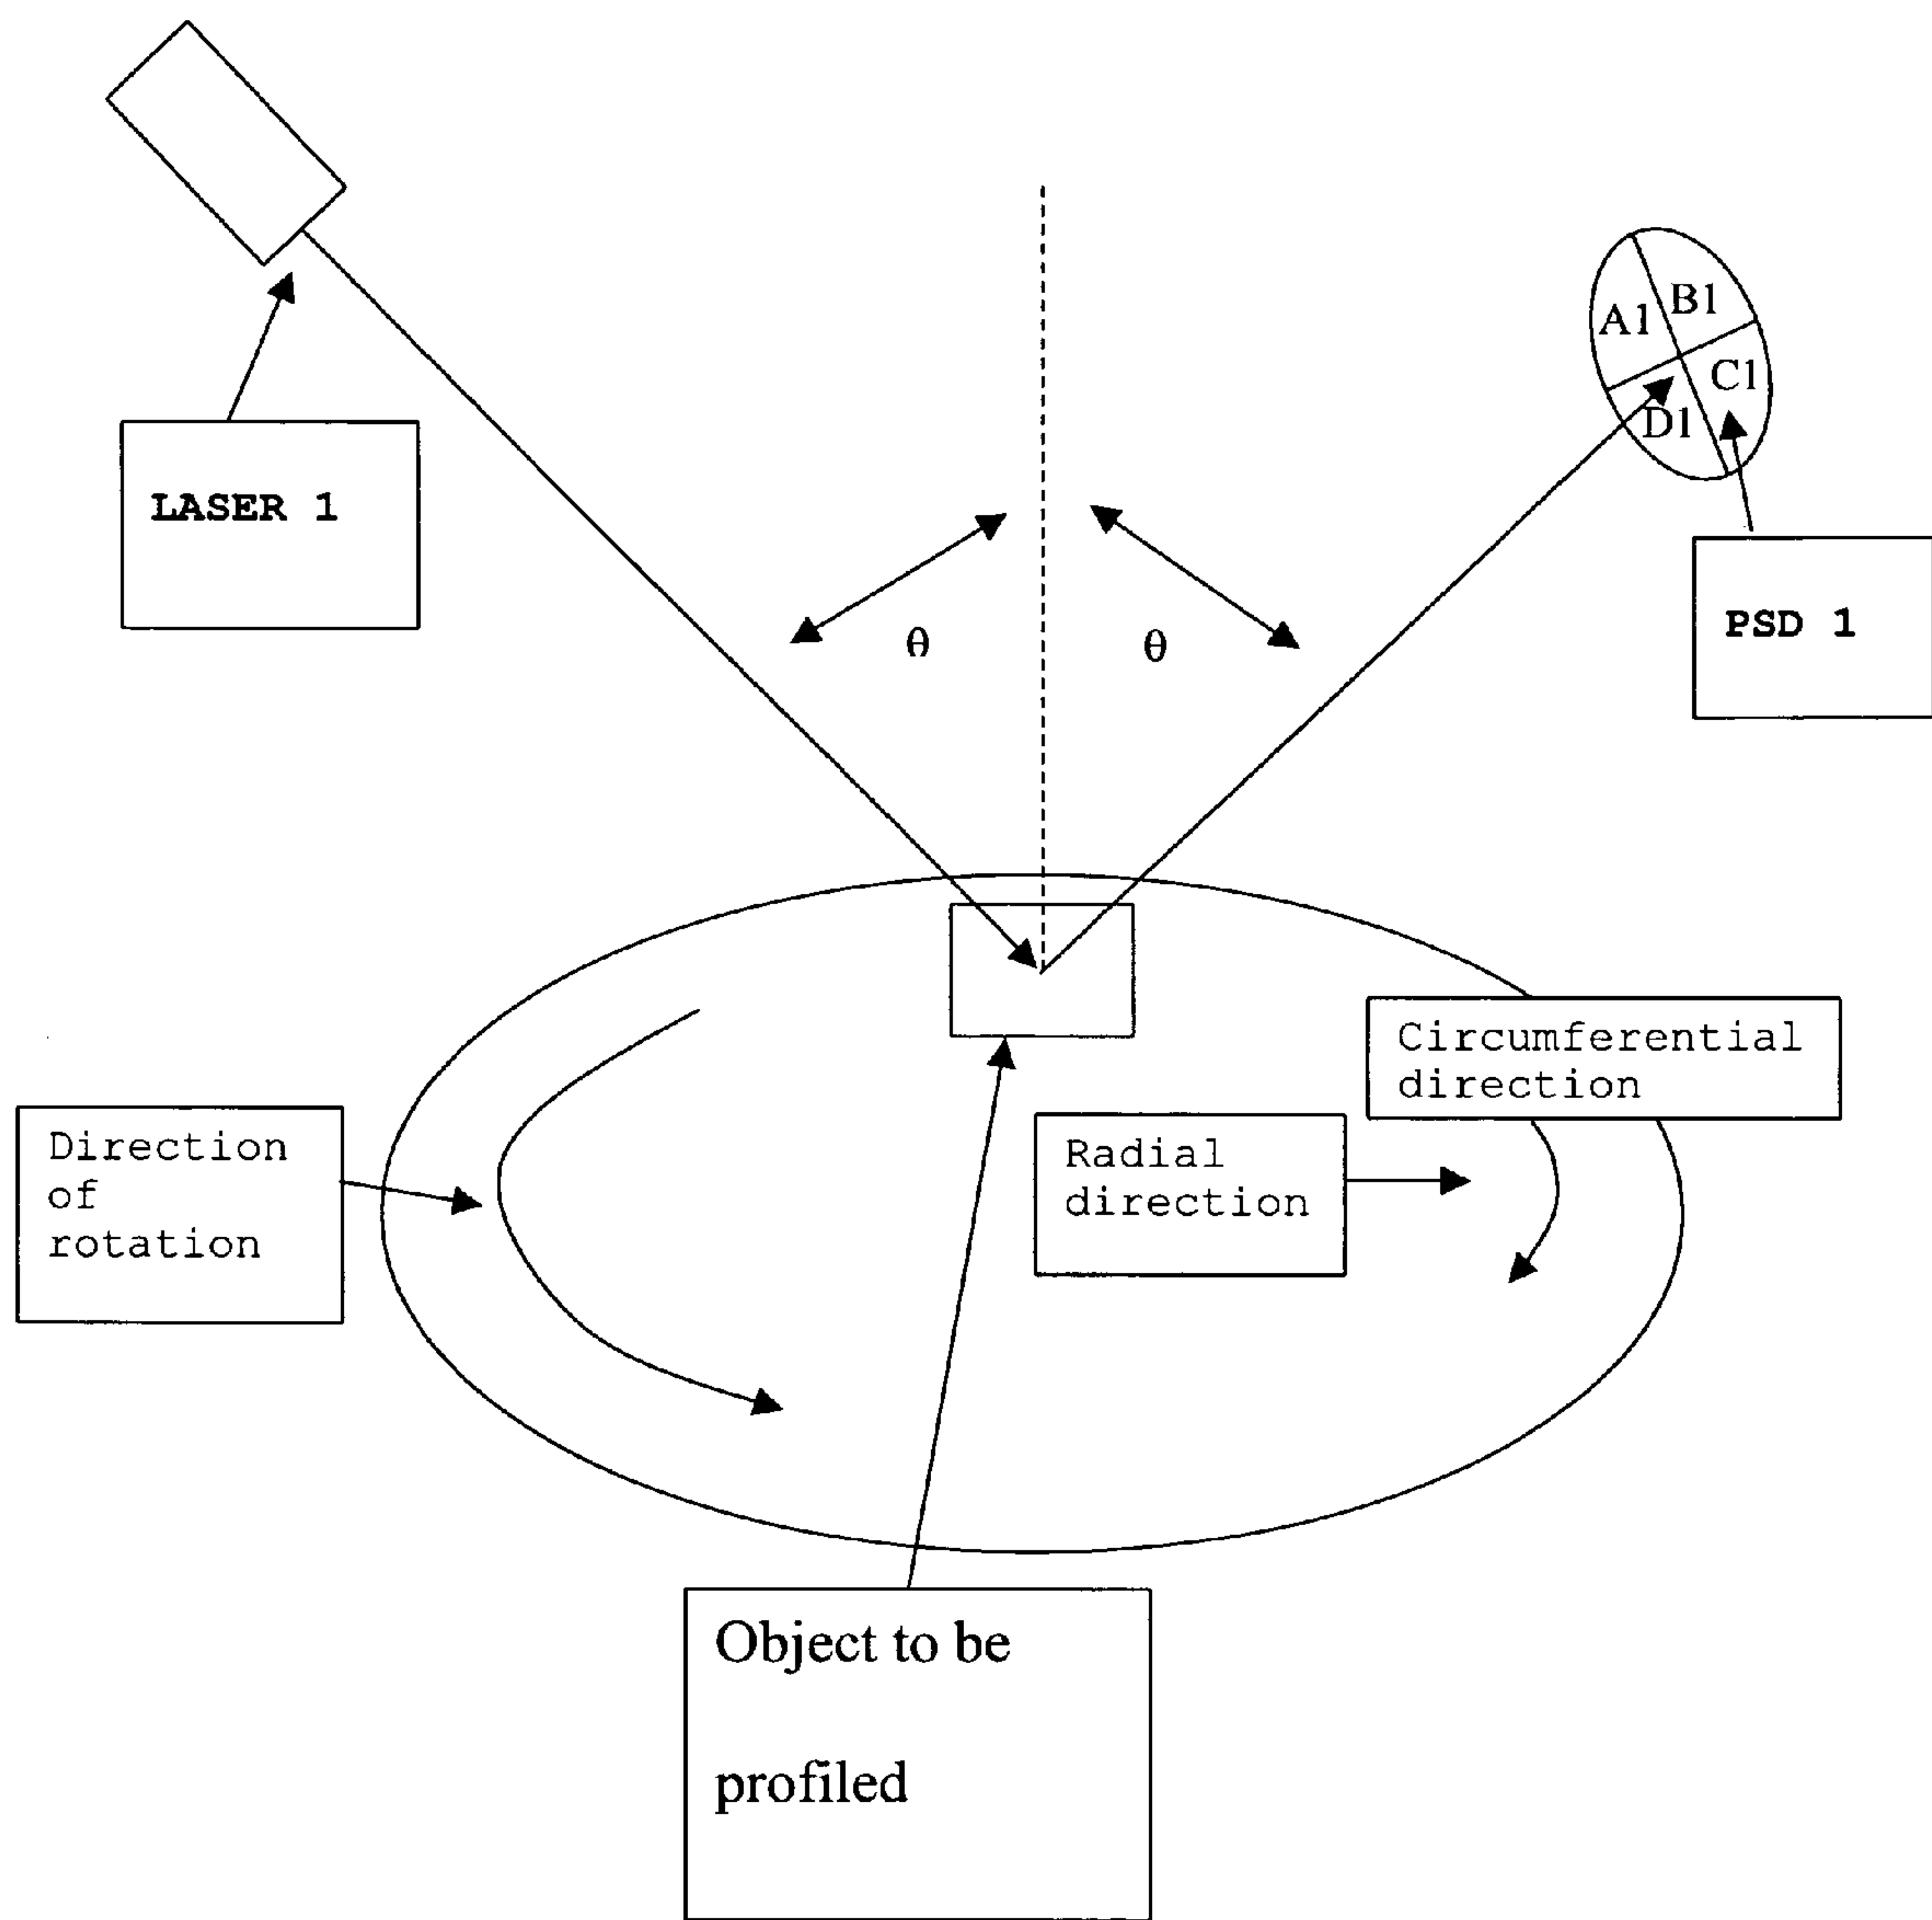 B1
A1
C1
D1
LASER 1
θ
θ
PSD 1
Circumferential
direction
Direction
of
rotation
Radial
direction
Object to be
profiled